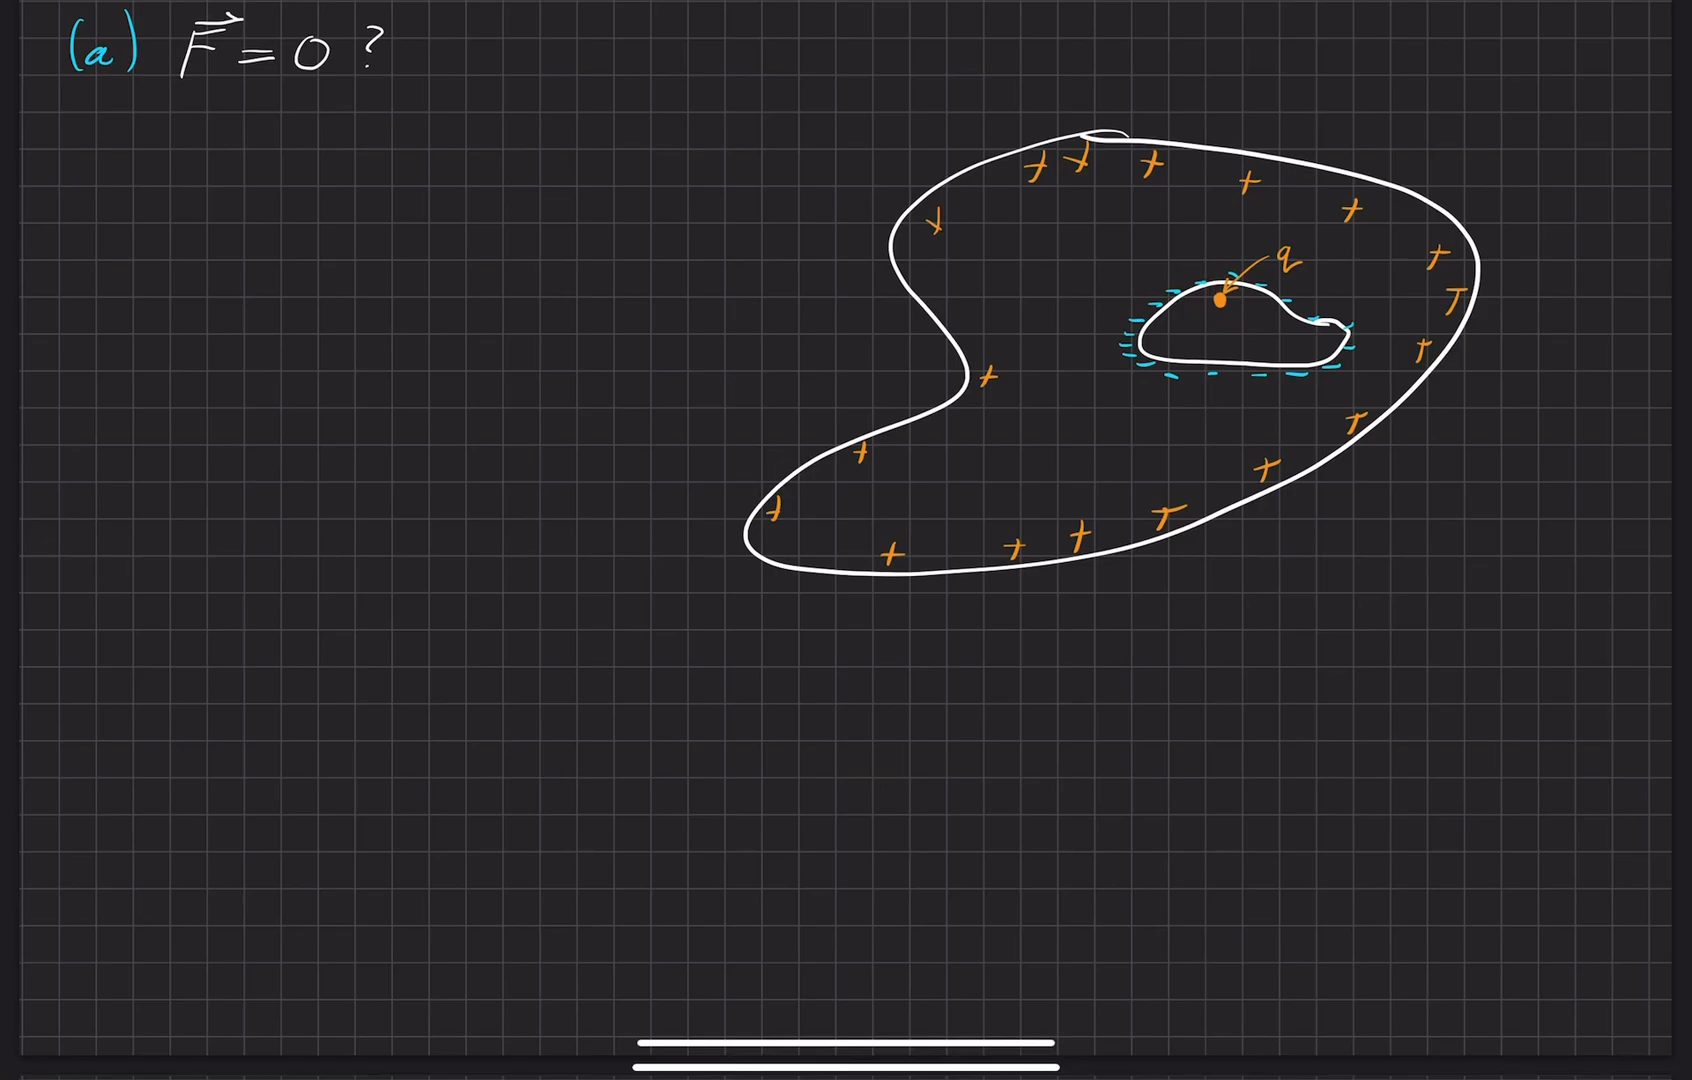 (a) F⃗ = 0 ?
q